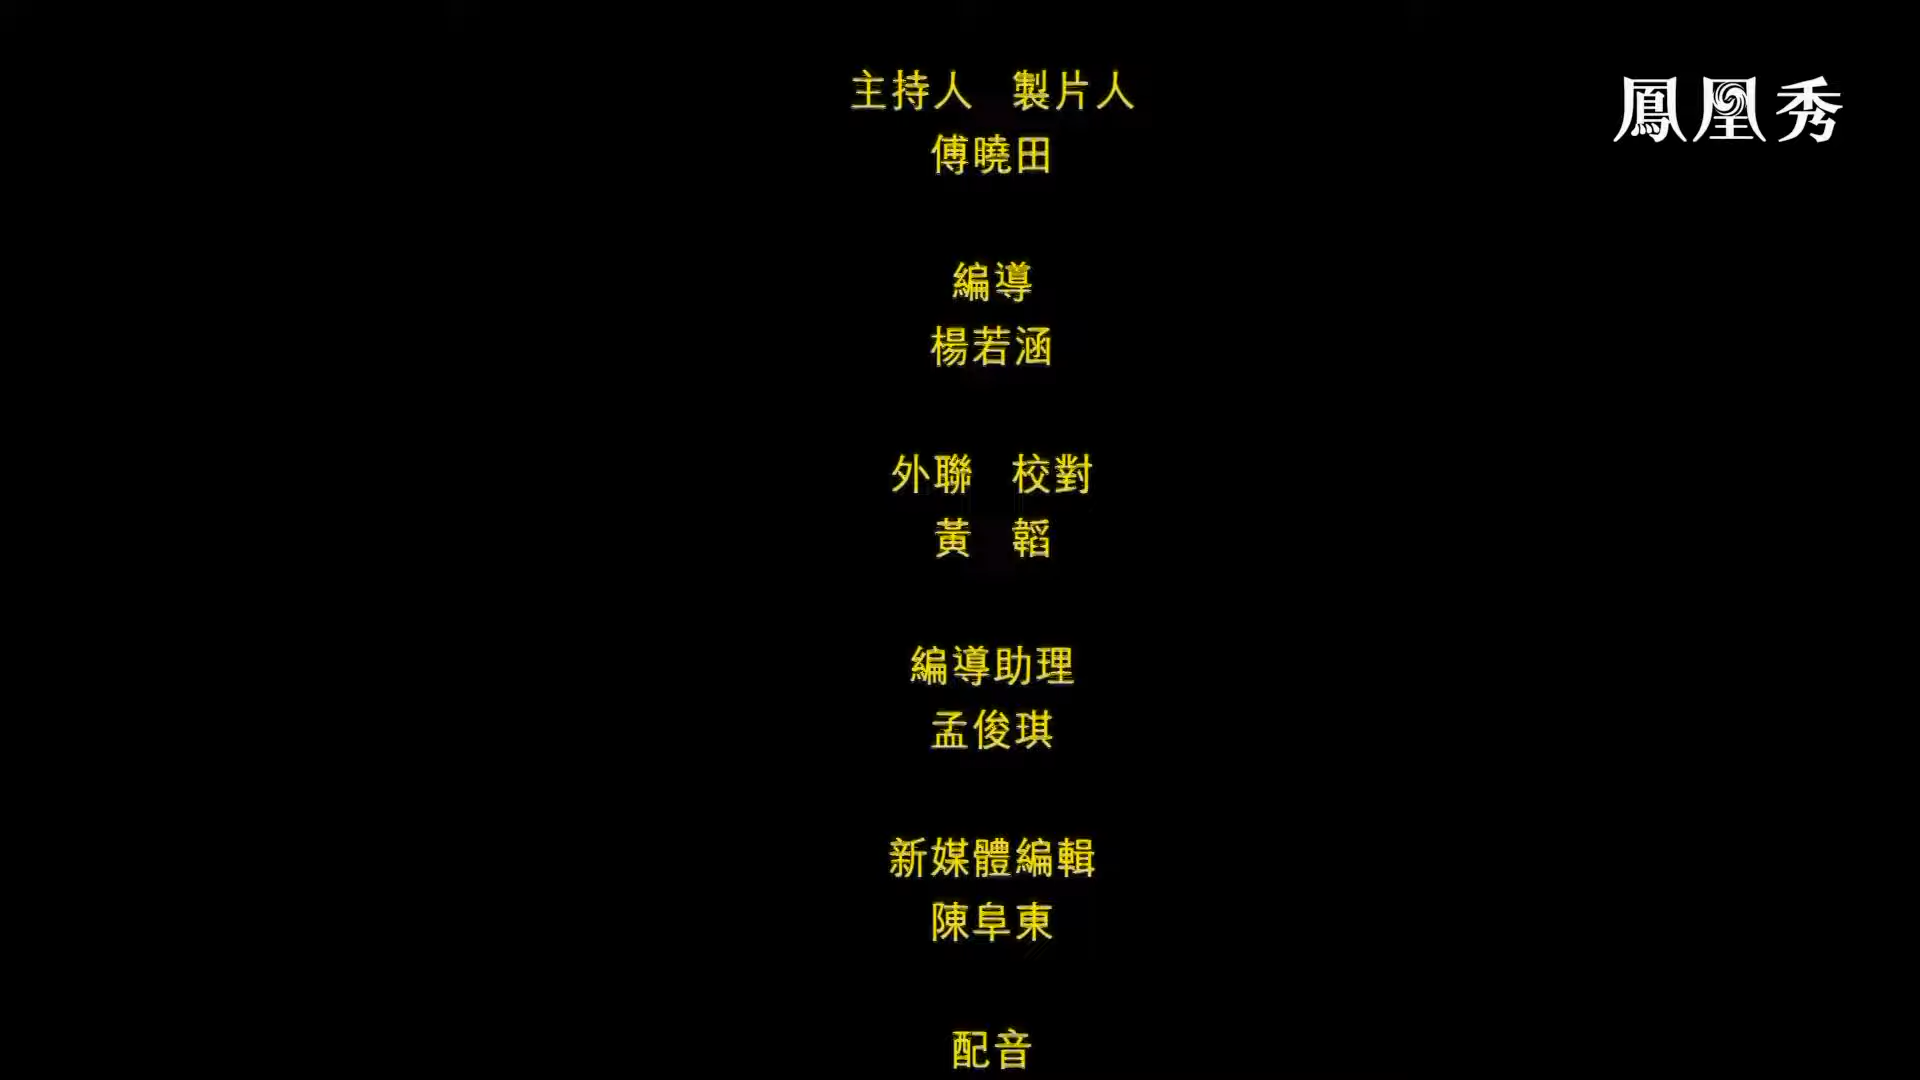 主持人 製片人
鳳凰秀
傅曉田
編導
楊若涵
外聯 校對
黃 韜
編導助理
孟俊琪
新媒體編輯
陳阜東
配音